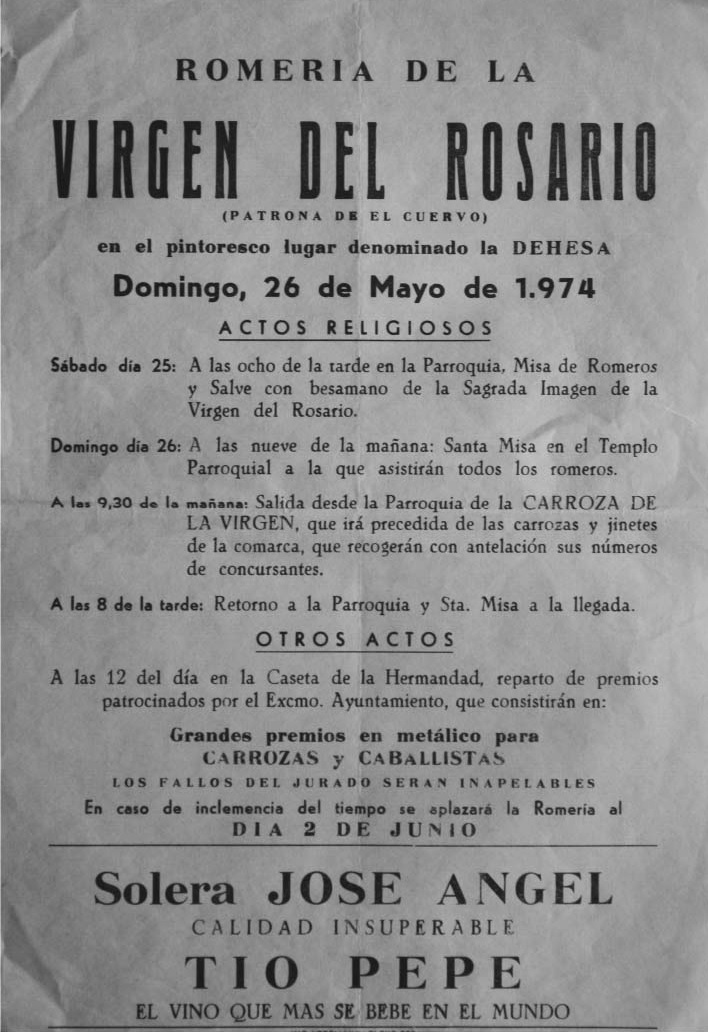 ROMERIA DE LA
VIRGEN DEL ROSARIO
(PATRONA DE EL CUERVO)
en el pintoresco lugar denominado la DEHESA
Domingo, 26 de Mayo de 1.974
ACTOS RELIGIOSOS
Sábado día 25: A las ocho de la tarde en la Parroquia, Misa de Romeros
y Salve con besamano de la Sagrada Imagen de la
Virgen del Rosario.
Domingo día 26: A las nueve de la mañana: Santa Misa en el Templo
Parroquial a la que asistirán todos los romeros.
A las 9,30 de la mañana: Salida desde la Parroquia de la CARROZA DE
LA VIRGEN, que irá precedida de las carrozas y jinetes
de la comarca, que recogerán con antelación sus números
de concursantes.
A las 8 de la tarde: Retorno a la Parroquia y Sta. Misa a la llegada.
OTROS ACTOS
A las 12 del día en la Caseta de la Hermandad, reparto de premios
patrocinados por el Excmo. Ayuntamiento, que consistirán en:
Grandes premios en metálico para
CARROZAS y CABALLISTAS
LOS FALLOS DEL JURADO SERAN INAPELABLES
En caso de inclemencia del tiempo se aplazará la Romería al
DIA 2 DE JUNIO
Solera JOSE ANGEL
CALIDAD INSUPERABLE
TIO PEPE
EL VINO QUE MAS SE BEBE EN EL MUNDO